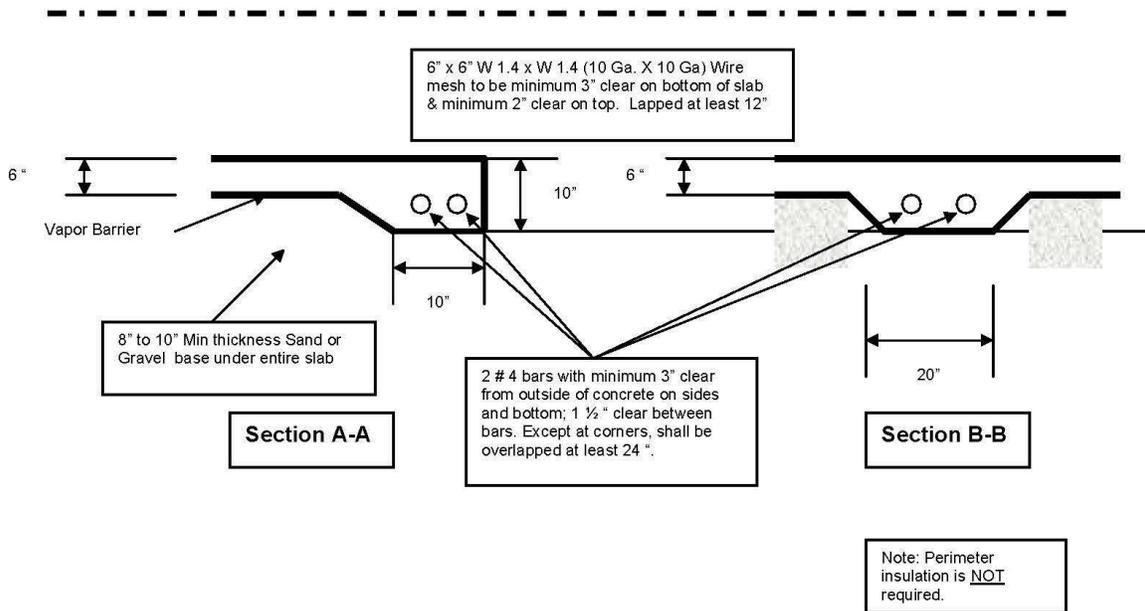 6” x 6” W 1.4 x W 1.4 (10 Ga. X 10 Ga) Wire
mesh to be minimum 3” clear on bottom of slab
& minimum 2” clear on top. Lapped at least 12”
6 “
10”
6 “
Vapor Barrier
10”
20”
8” to 10” Min thickness Sand or
Gravel base under entire slab
2 # 4 bars with minimum 3” clear
from outside of concrete on sides
and bottom; 1 ½ “ clear between
bars. Except at corners, shall be
overlapped at least 24 “.
Section A-A
Section B-B
Note: Perimeter
insulation is NOT
required.